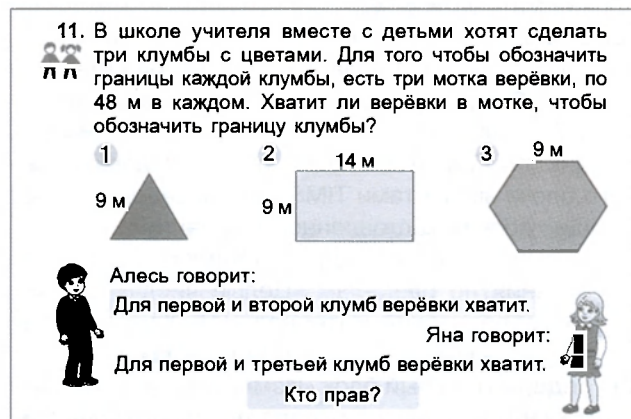 11. В школе учителя вместе с детьми хотят сделать
три клумбы с цветами. Для того чтобы обозначить
границы каждой клумбы, есть три мотка верёвки, по
48 м в каждом. Хватит ли верёвки в мотке, чтобы
обозначить границу клумбы?
1 2 14 м 3 9 м
9 м 9 м
Алесь говорит:
Для первой и второй клумб верёвки хватит.
Яна говорит:
Для первой и третьей клумб верёвки хватит.
Кто прав?